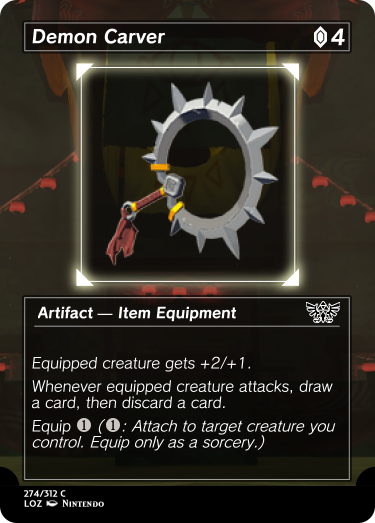 Demon Carver 4
Artifact — Item Equipment
Equipped creature gets +2/+1.
Whenever equipped creature attacks, draw
a card, then discard a card.
Equip 1 (1: Attach to target creature you
control. Equip only as a sorcery.)
274/312 C
LOZ Nintendo